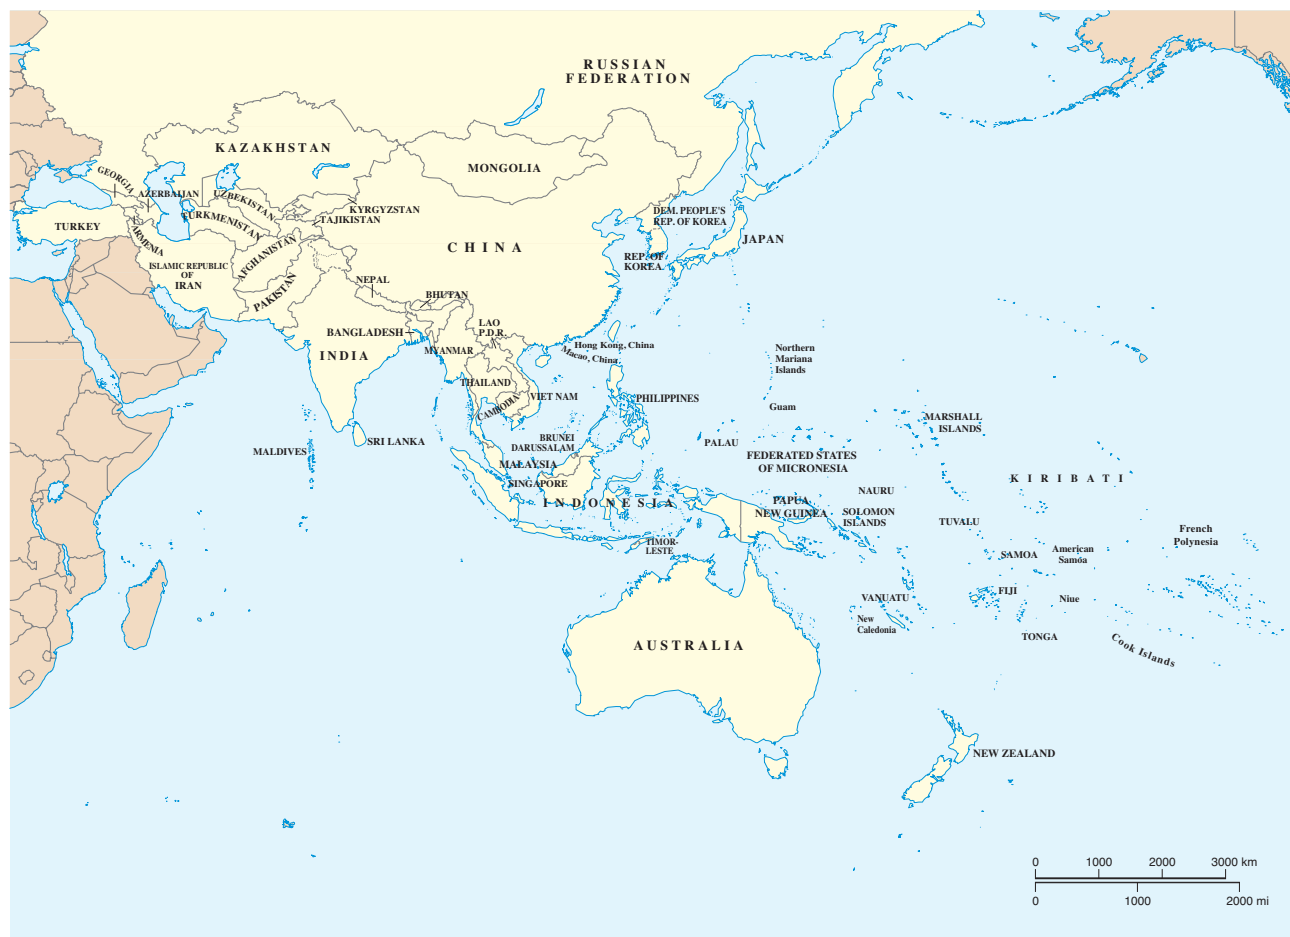 RUSSIAN
FEDERATION
KAZAKHSTAN
MONGOLIA
GEORGIA
AZERBAIJAN
UZBEKISTAN
KYRGYZSTAN
TAJIKISTAN
TURKMENISTAN
TURKEY
ARMENIA
DEM. PEOPLE'S
REP. OF KOREA
JAPAN
CHINA
REP. OF
KOREA.
ISLAMIC REPUBLIC
OF
IRAN
AFGHANISTAN
PAKISTAN
NEPAL
BHUTAN
BANGLADESH
INDIA
LAO
P.D.R.
MYANMAR
Hong Kong, China
Macao, China
Northern
Mariana
Islands
THAILAND
CAMBODIA
VIET NAM
PHILIPPINES
Guam
MARSHALL
ISLANDS
SRI LANKA
MALDIVES
BRUNEI
DARUSSALAM
PALAU
FEDERATED STATES
OF MICRONESIA
MALAYSIA
SINGAPORE
INDONESIA
KIRIBATI
NAURU
PAPUA
NEW GUINEA
SOLOMON
ISLANDS
TUVALU
French
Polynesia
TIMOR-
LESTE
SAMOA
American
Samoa
VANUATU
FIJI
Niue
New
Caledonia
TONGA
Cook Islands
AUSTRALIA
NEW ZEALAND
0 1000 2000 3000 km
0 1000 2000 mi